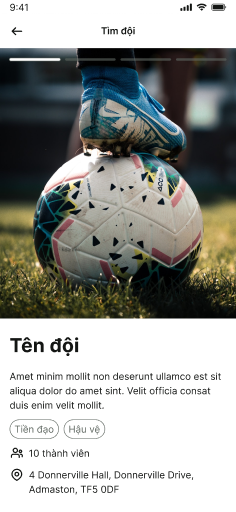 9:41
Tìm đội
Tên đội
Amet minim mollit non deserunt ullamco est sit
aliqua dolor do amet sint. Velit officia consat
duis enim velit mollit.
Tiền đạo Hậu vệ
10 thành viên
4 Donnerville Hall, Donnerville Drive,
Admaston, TF5 0DF